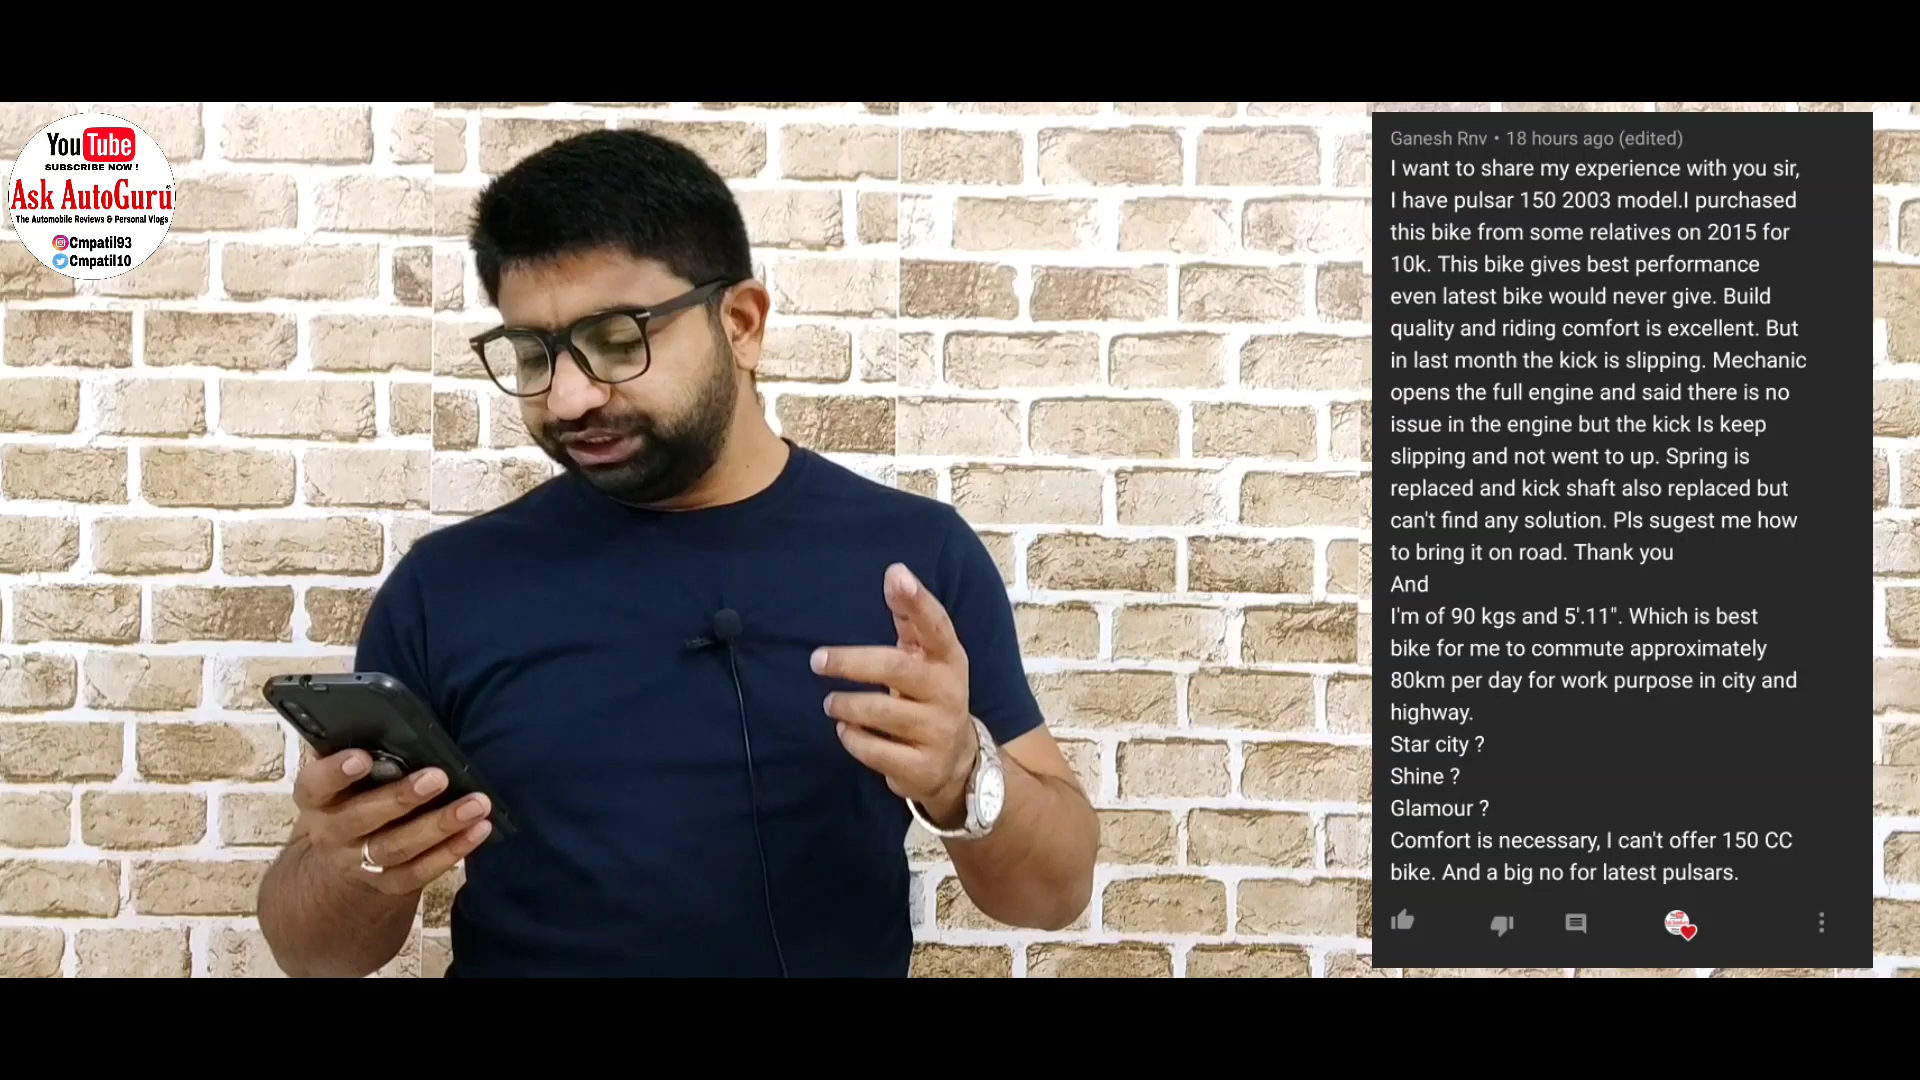 YouTube
SUBSCRIBE NOW !
Ask AutoGuru
The Automobile Reviews & Personal Vlogs
Cmpatil93
Cmpatil10
Ganesh Rnv • 18 hours ago (edited)
I want to share my experience with you sir,
I have pulsar 150 2003 model.I purchased
this bike from some relatives on 2015 for
10k. This bike gives best performance
even latest bike would never give. Build
quality and riding comfort is excellent. But
in last month the kick is slipping. Mechanic
opens the full engine and said there is no
issue in the engine but the kick Is keep
slipping and not went to up. Spring is
replaced and kick shaft also replaced but
can't find any solution. Pls sugest me how
to bring it on road. Thank you
And
I'm of 90 kgs and 5'.11". Which is best
bike for me to commute approximately
80km per day for work purpose in city and
highway.
Star city ?
Shine ?
Glamour ?
Comfort is necessary, I can't offer 150 CC
bike. And a big no for latest pulsars.